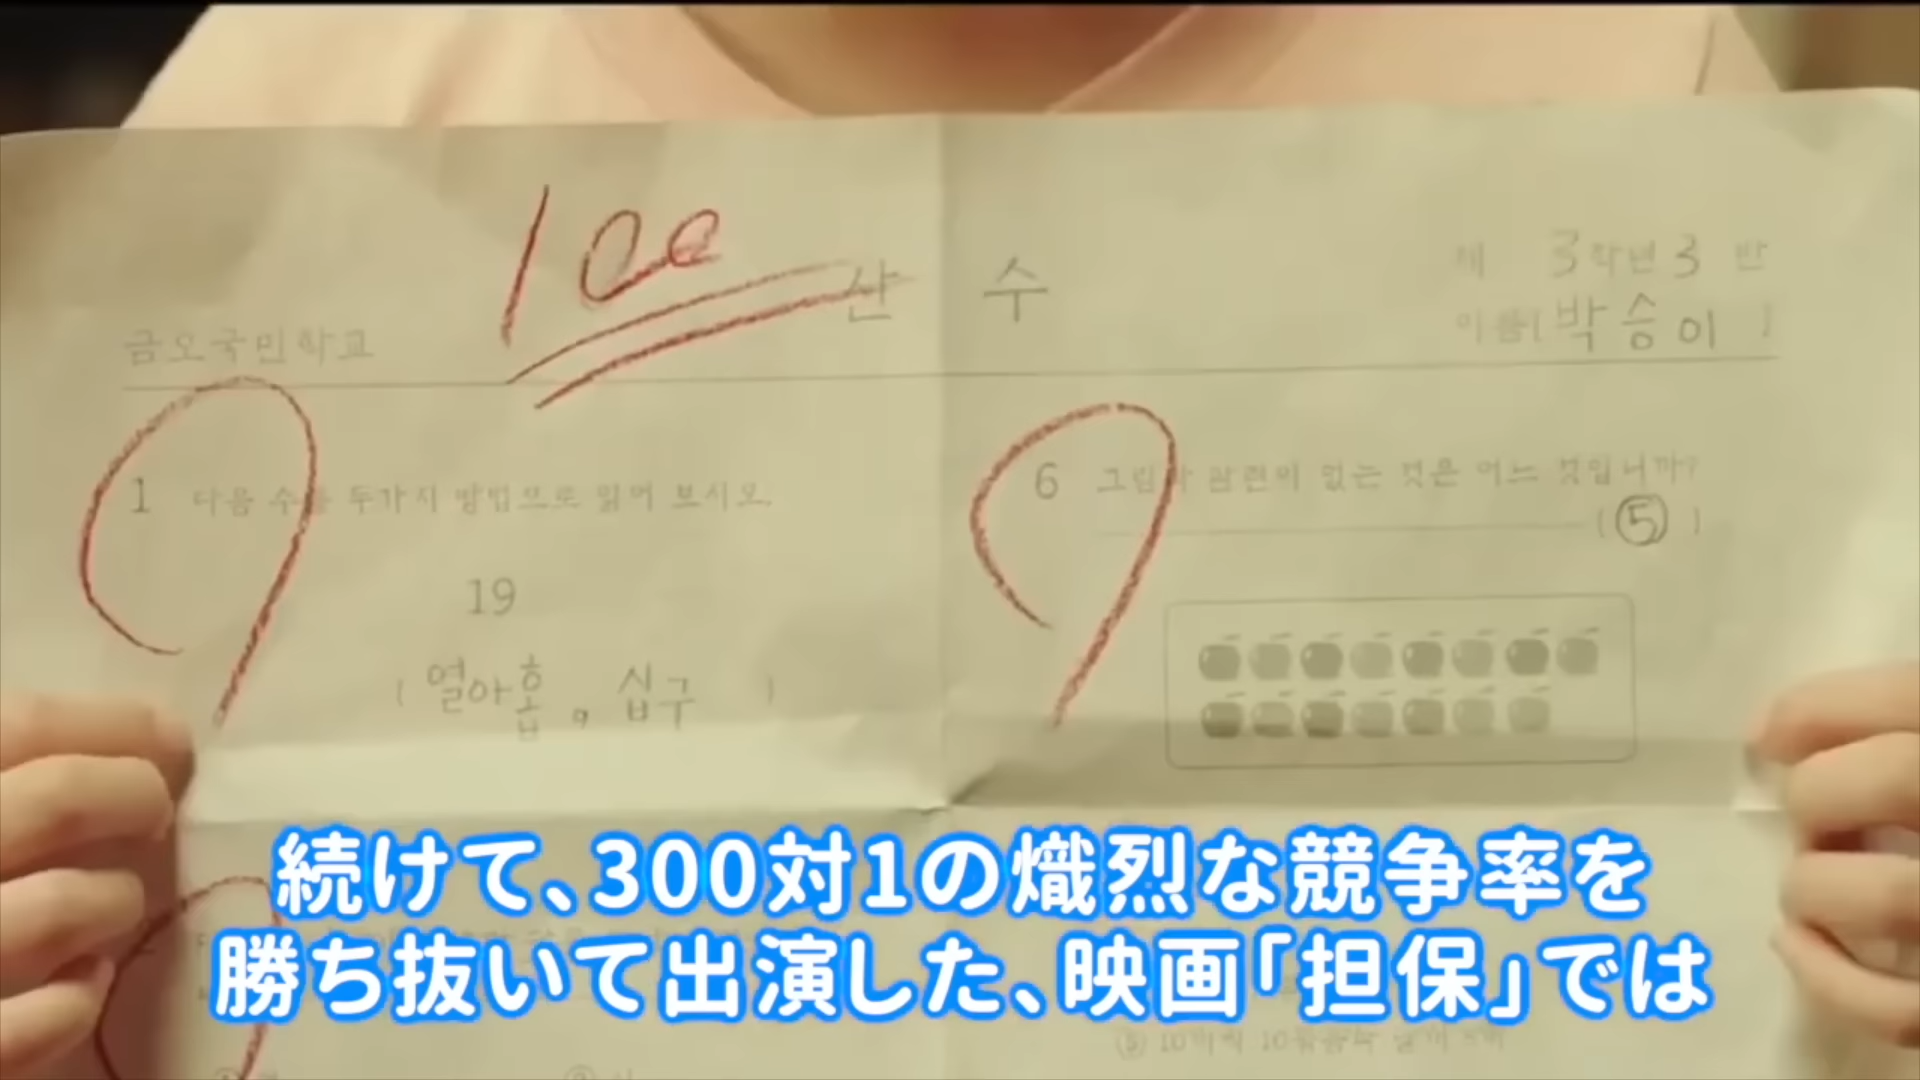 100
산 수
제 3학년 3 반
금오국민학교
이름( 박승이 )
1 다음 수를 두가지 방법으로 읽어 보시오.
19
( 열아홉, 십구 )
6 그림과 관련이 없는 것은 어느 것입니까?
( ⑤ )
続けて、300対1の熾烈な競争率を
勝ち抜いて出演した、映画「担保」では